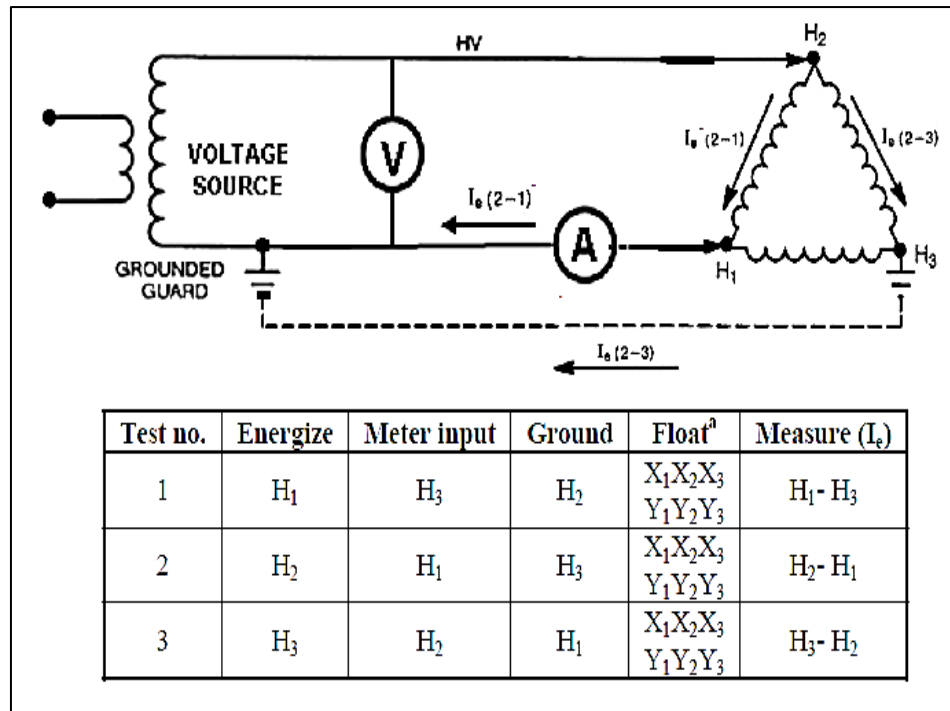 HV
H₂
VOLTAGE
SOURCE
V
Iₑ⁻(2−1)
Iₑ(2−3)
Iₑ(2−1)⁻
A
H₁
H₃
GROUNDED
GUARD
Iₑ(2−3)
Test no. Energize Meter input Ground Floatᵃ Measure (Iₑ)
1 H₁ H₃ H₂ X₁X₂X₃ H₁- H₃
Y₁Y₂Y₃
2 H₂ H₁ H₃ X₁X₂X₃ H₂- H₁
Y₁Y₂Y₃
3 H₃ H₂ H₁ X₁X₂X₃ H₃- H₂
Y₁Y₂Y₃